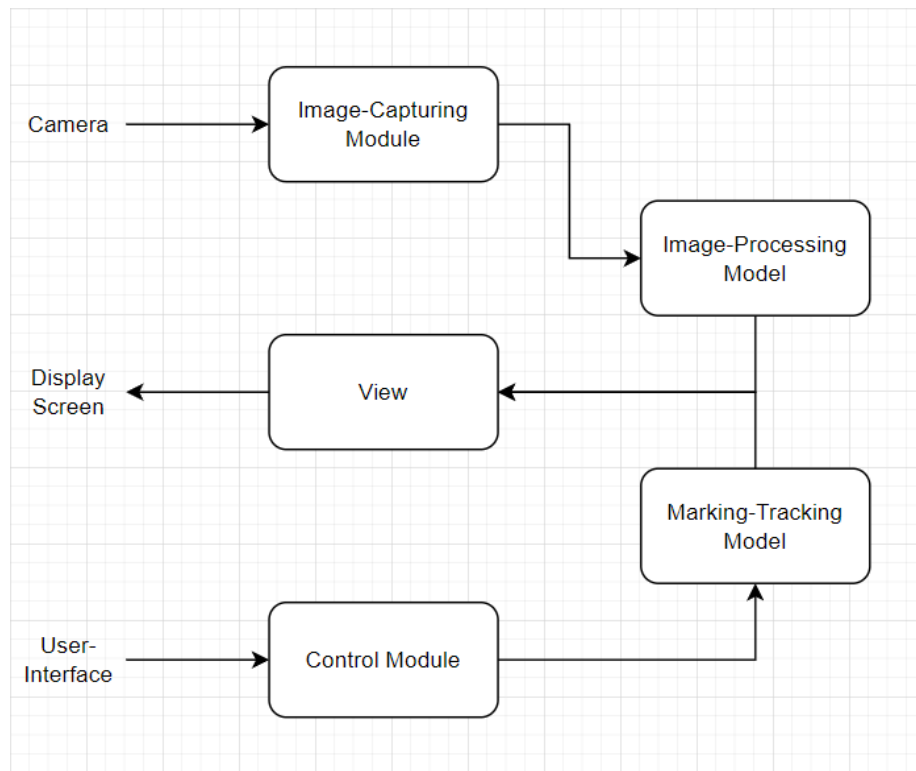 Image-Capturing
Module
Camera
Image-Processing
Model
Display
Screen
View
Marking-Tracking
Model
User-
Interface
Control Module